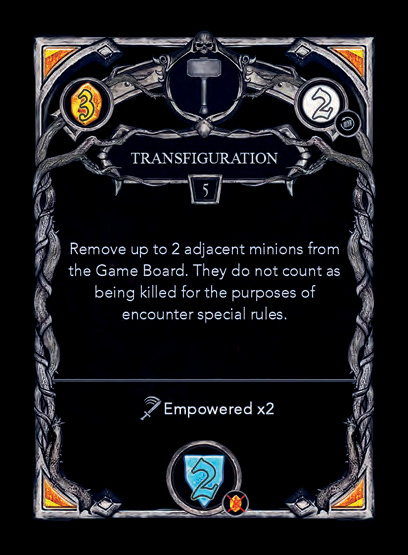 3
2
TRANSFIGURATION
5
Remove up to 2 adjacent minions from
the Game Board. They do not count as
being killed for the purposes of
encounter special rules.
Empowered x2
2